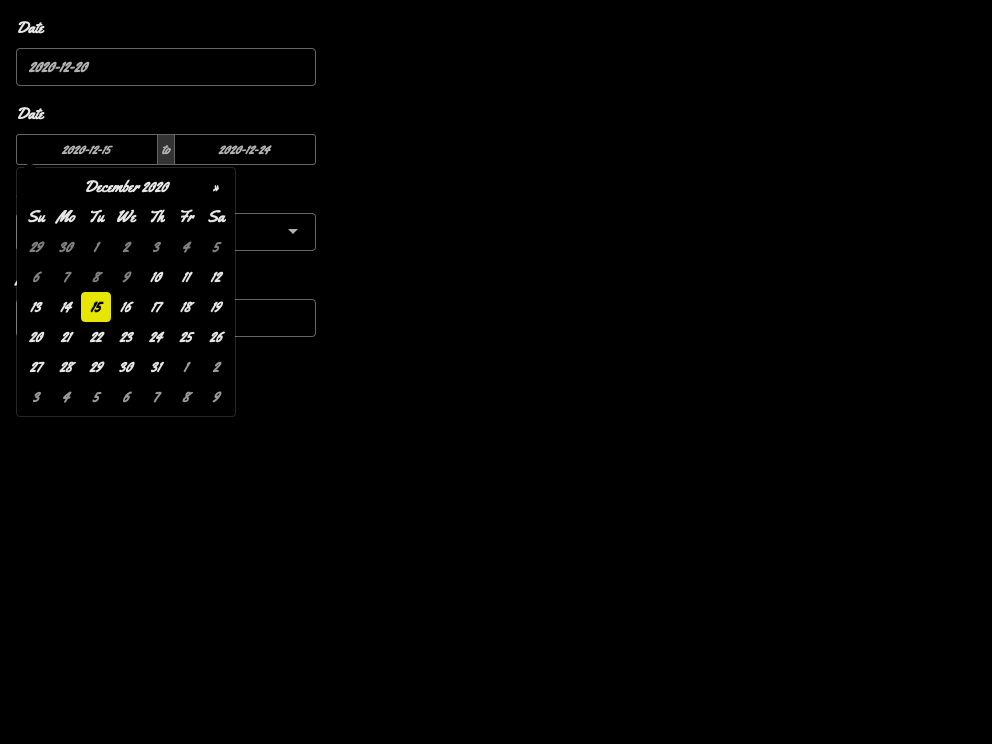 Date
2020-12-20
Date
2020-12-15 to 2020-12-24
December 2020 »
Su Mo Tu We Th Fr Sa
29 30 1 2 3 4 5
6 7 8 9 10 11 12
13 14 15 16 17 18 19
20 21 22 23 24 25 26
27 28 29 30 31 1 2
3 4 5 6 7 8 9